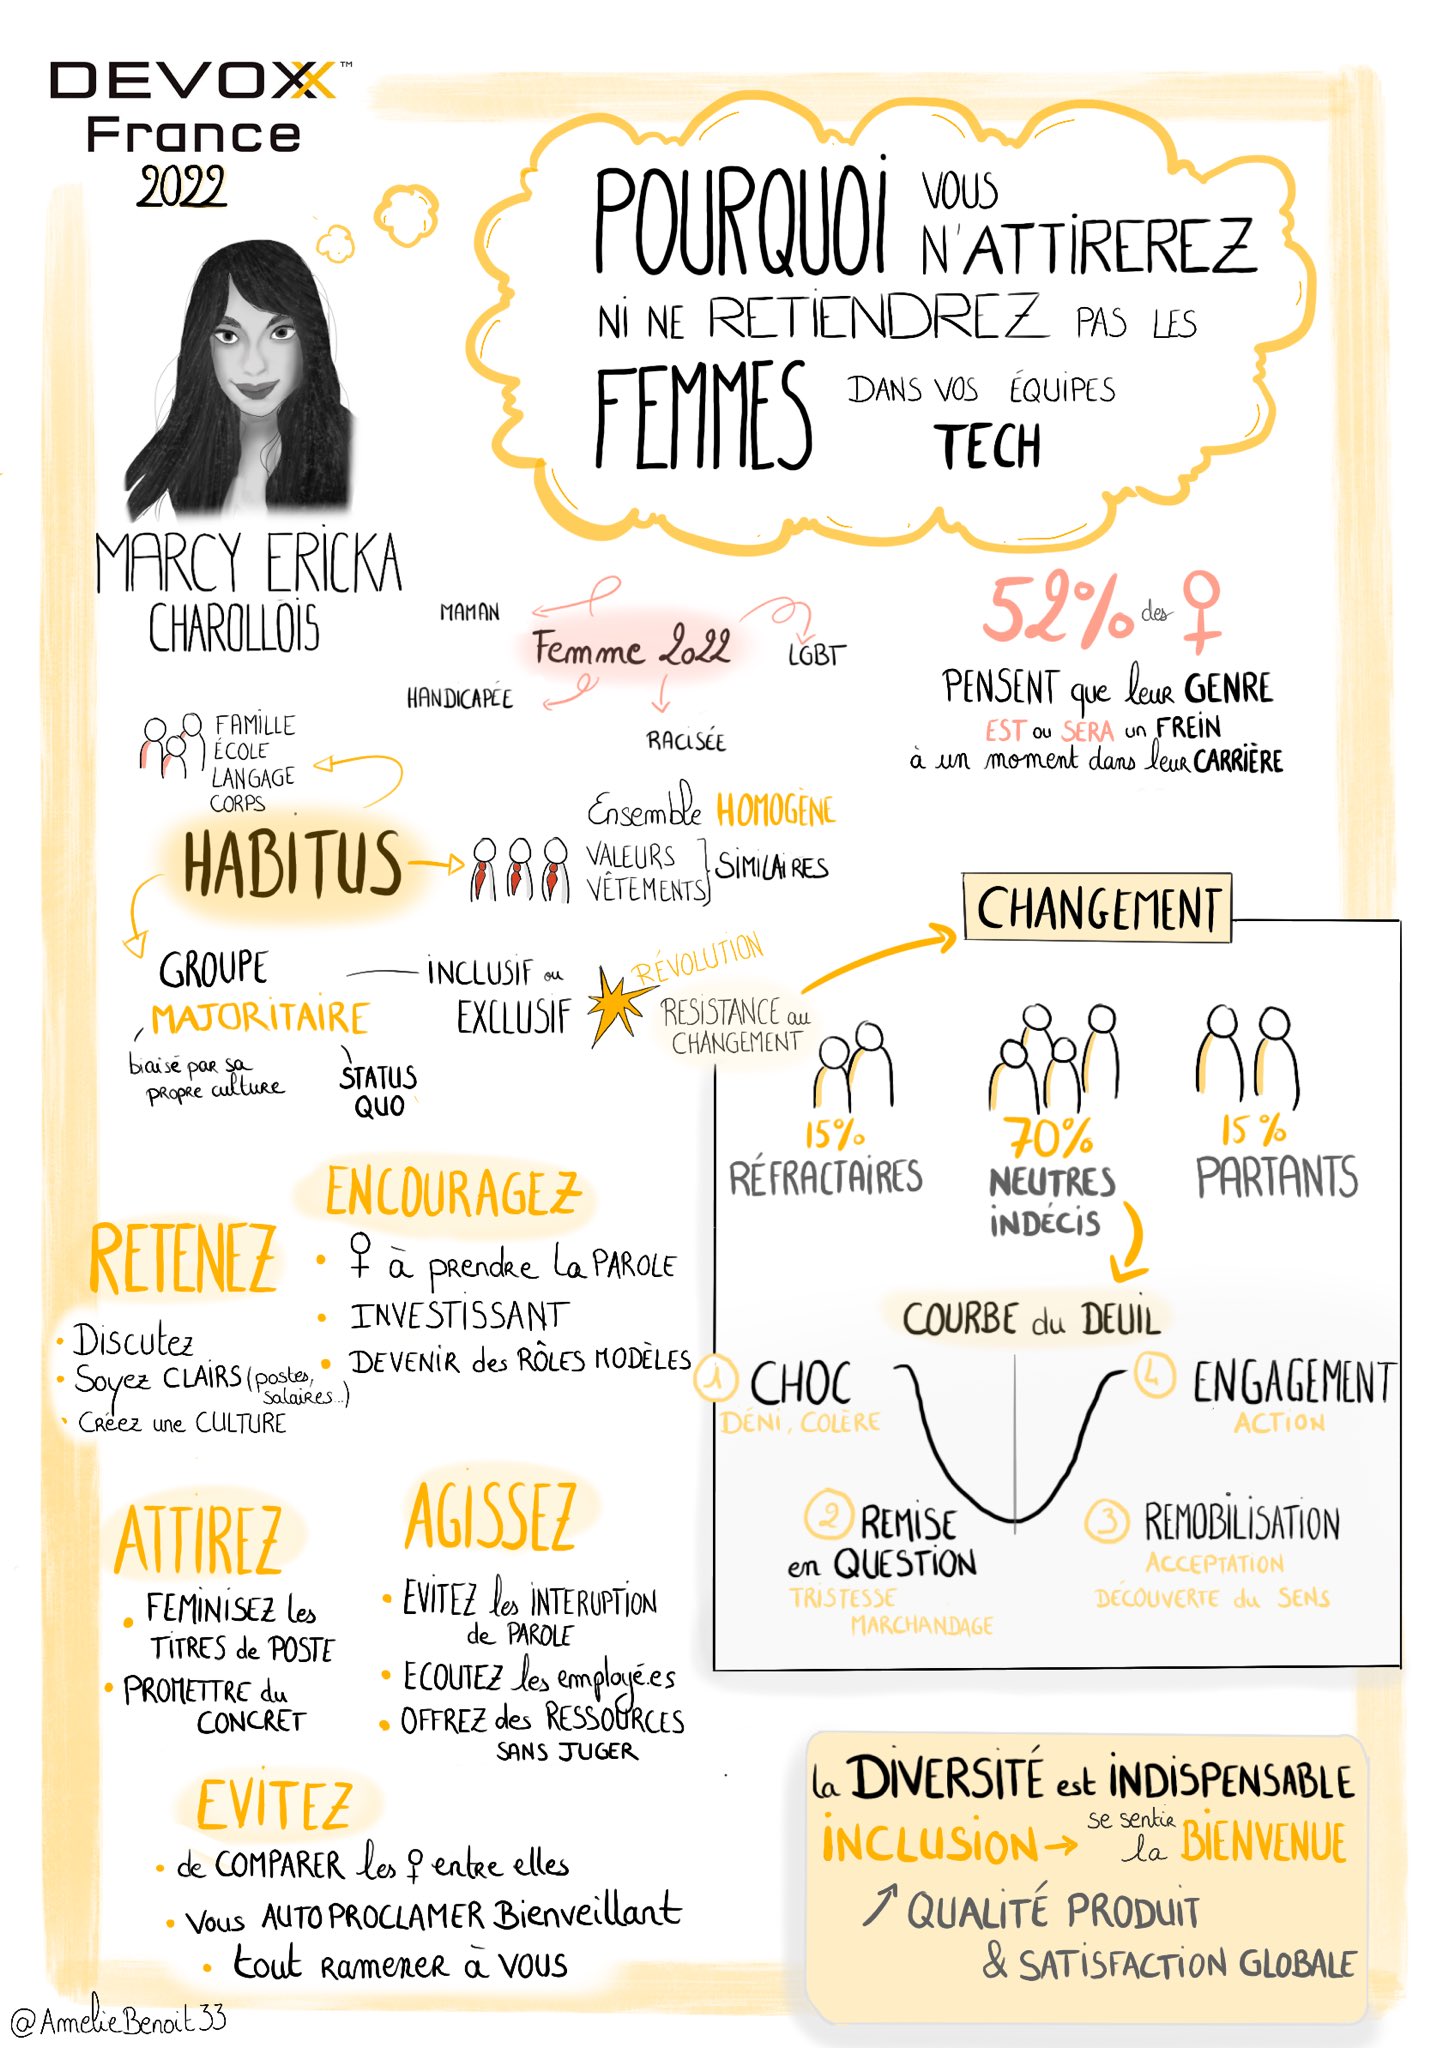 DEVOXX™
France
2022
POURQUOI VOUS
N'ATTIREREZ
NI NE RETIENDREZ PAS LES
FEMMES DANS VOS ÉQUIPES
TECH
MARCY ERICKA
CHAROLLOIS
MAMAN
Femme 2022
LGBT
HANDICAPÉE
RACISÉE
52% des ♀
PENSENT que leur GENRE
EST ou SERA un FREIN
à un moment dans leur CARRIÈRE
FAMILLE
ÉCOLE
LANGAGE
CORPS
HABITUS
Ensemble HOMOGÈNE
VALEURS
VÊTEMENTS
SIMILAIRES
GROUPE
MAJORITAIRE
biaisé par sa
propre culture
STATUS
QUO
INCLUSIF ou
EXCLUSIF
RÉVOLUTION
RESISTANCE au
CHANGEMENT
CHANGEMENT
15%
RÉFRACTAIRES
70%
NEUTRES
INDÉCIS
15%
PARTANTS
COURBE du DEUIL
1 CHOC
DÉNI, COLÈRE
2 REMISE
en QUESTION
TRISTESSE
MARCHANDAGE
3 REMOBILISATION
ACCEPTATION
DÉCOUVERTE du SENS
4 ENGAGEMENT
ACTION
ENCOURAGEZ
• ♀ à prendre la PAROLE
• INVESTISSANT
• DEVENIR des RÔLES MODÈLES
RETENEZ
• Discutez
• Soyez CLAIRS (postes,
salaires...)
• Créez une CULTURE
ATTIREZ
• FEMINISEZ les
TITRES de POSTE
• PROMETTRE du
CONCRET
AGISSEZ
• EVITEZ les INTERUPTION
de PAROLE
• ECOUTEZ les employé.es
• OFFREZ des RESSOURCES
SANS JUGER
EVITEZ
• de COMPARER les ♀ entre elles
• Vous AUTOPROCLAMER Bienveillant
• tout ramener à vous
la DIVERSITÉ est INDISPENSABLE
INCLUSION → se sentir
la BIENVENUE
↗ QUALITÉ PRODUIT
& SATISFACTION GLOBALE
@AmelieBenoit33